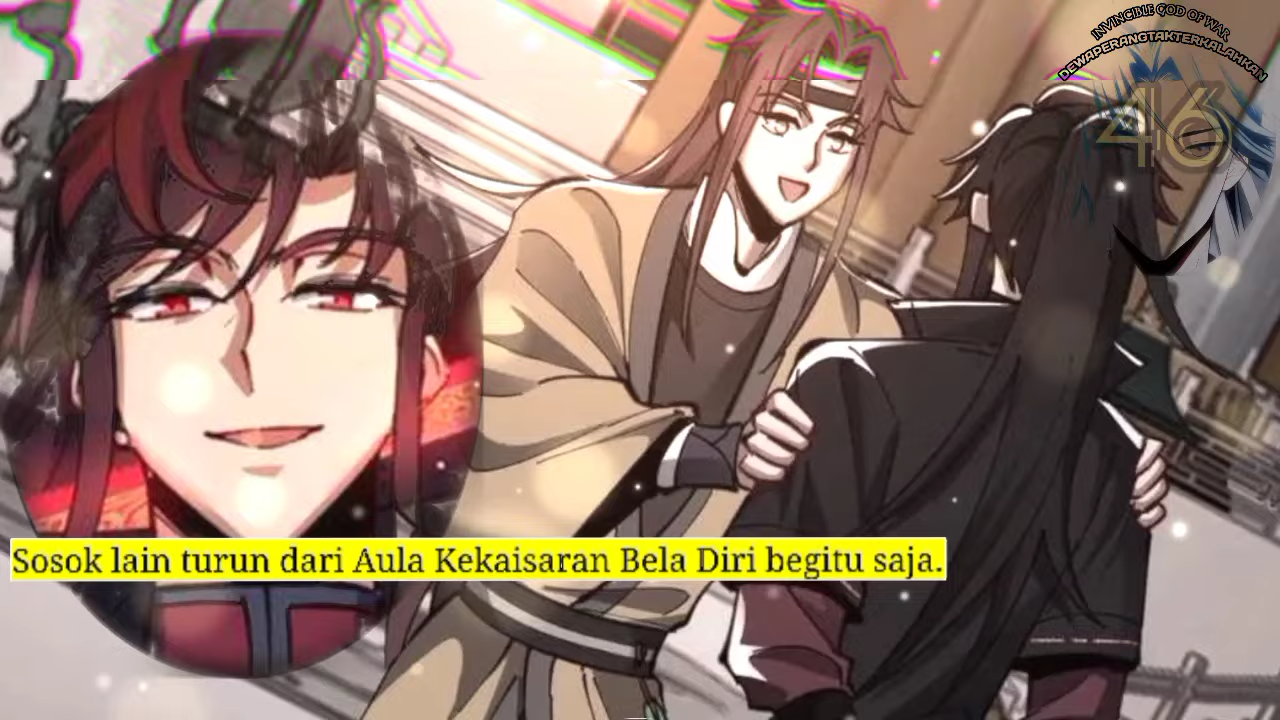 INVINCIBLE GOD OF WAR
DEWAPERANGTAKTERKALAHKAN
46
Sosok lain turun dari Aula Kekaisaran Bela Diri begitu saja.